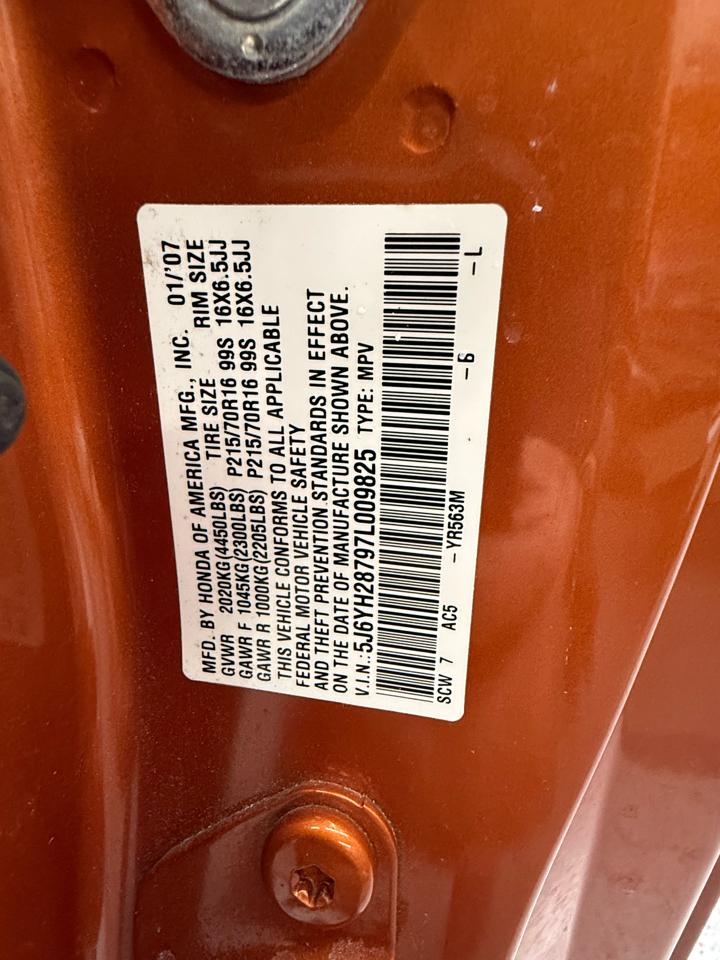 MFD. BY HONDA OF AMERICA MFG., INC. 01/'07
GVWR 2020KG(4450LBS) TIRE SIZE RIM SIZE
GAWR F 1045KG(2300LBS) P215/70R16 99S 16X6.5JJ
GAWR R 1000KG(2205LBS) P215/70R16 99S 16X6.5JJ
THIS VEHICLE CONFORMS TO ALL APPLICABLE
FEDERAL MOTOR VEHICLE SAFETY
AND THEFT PREVENTION STANDARDS IN EFFECT
ON THE DATE OF MANUFACTURE SHOWN ABOVE.
V.I.N.:5J6YH28797L009825 TYPE: MPV
SCW 7 AC5 – YR563M – B – L